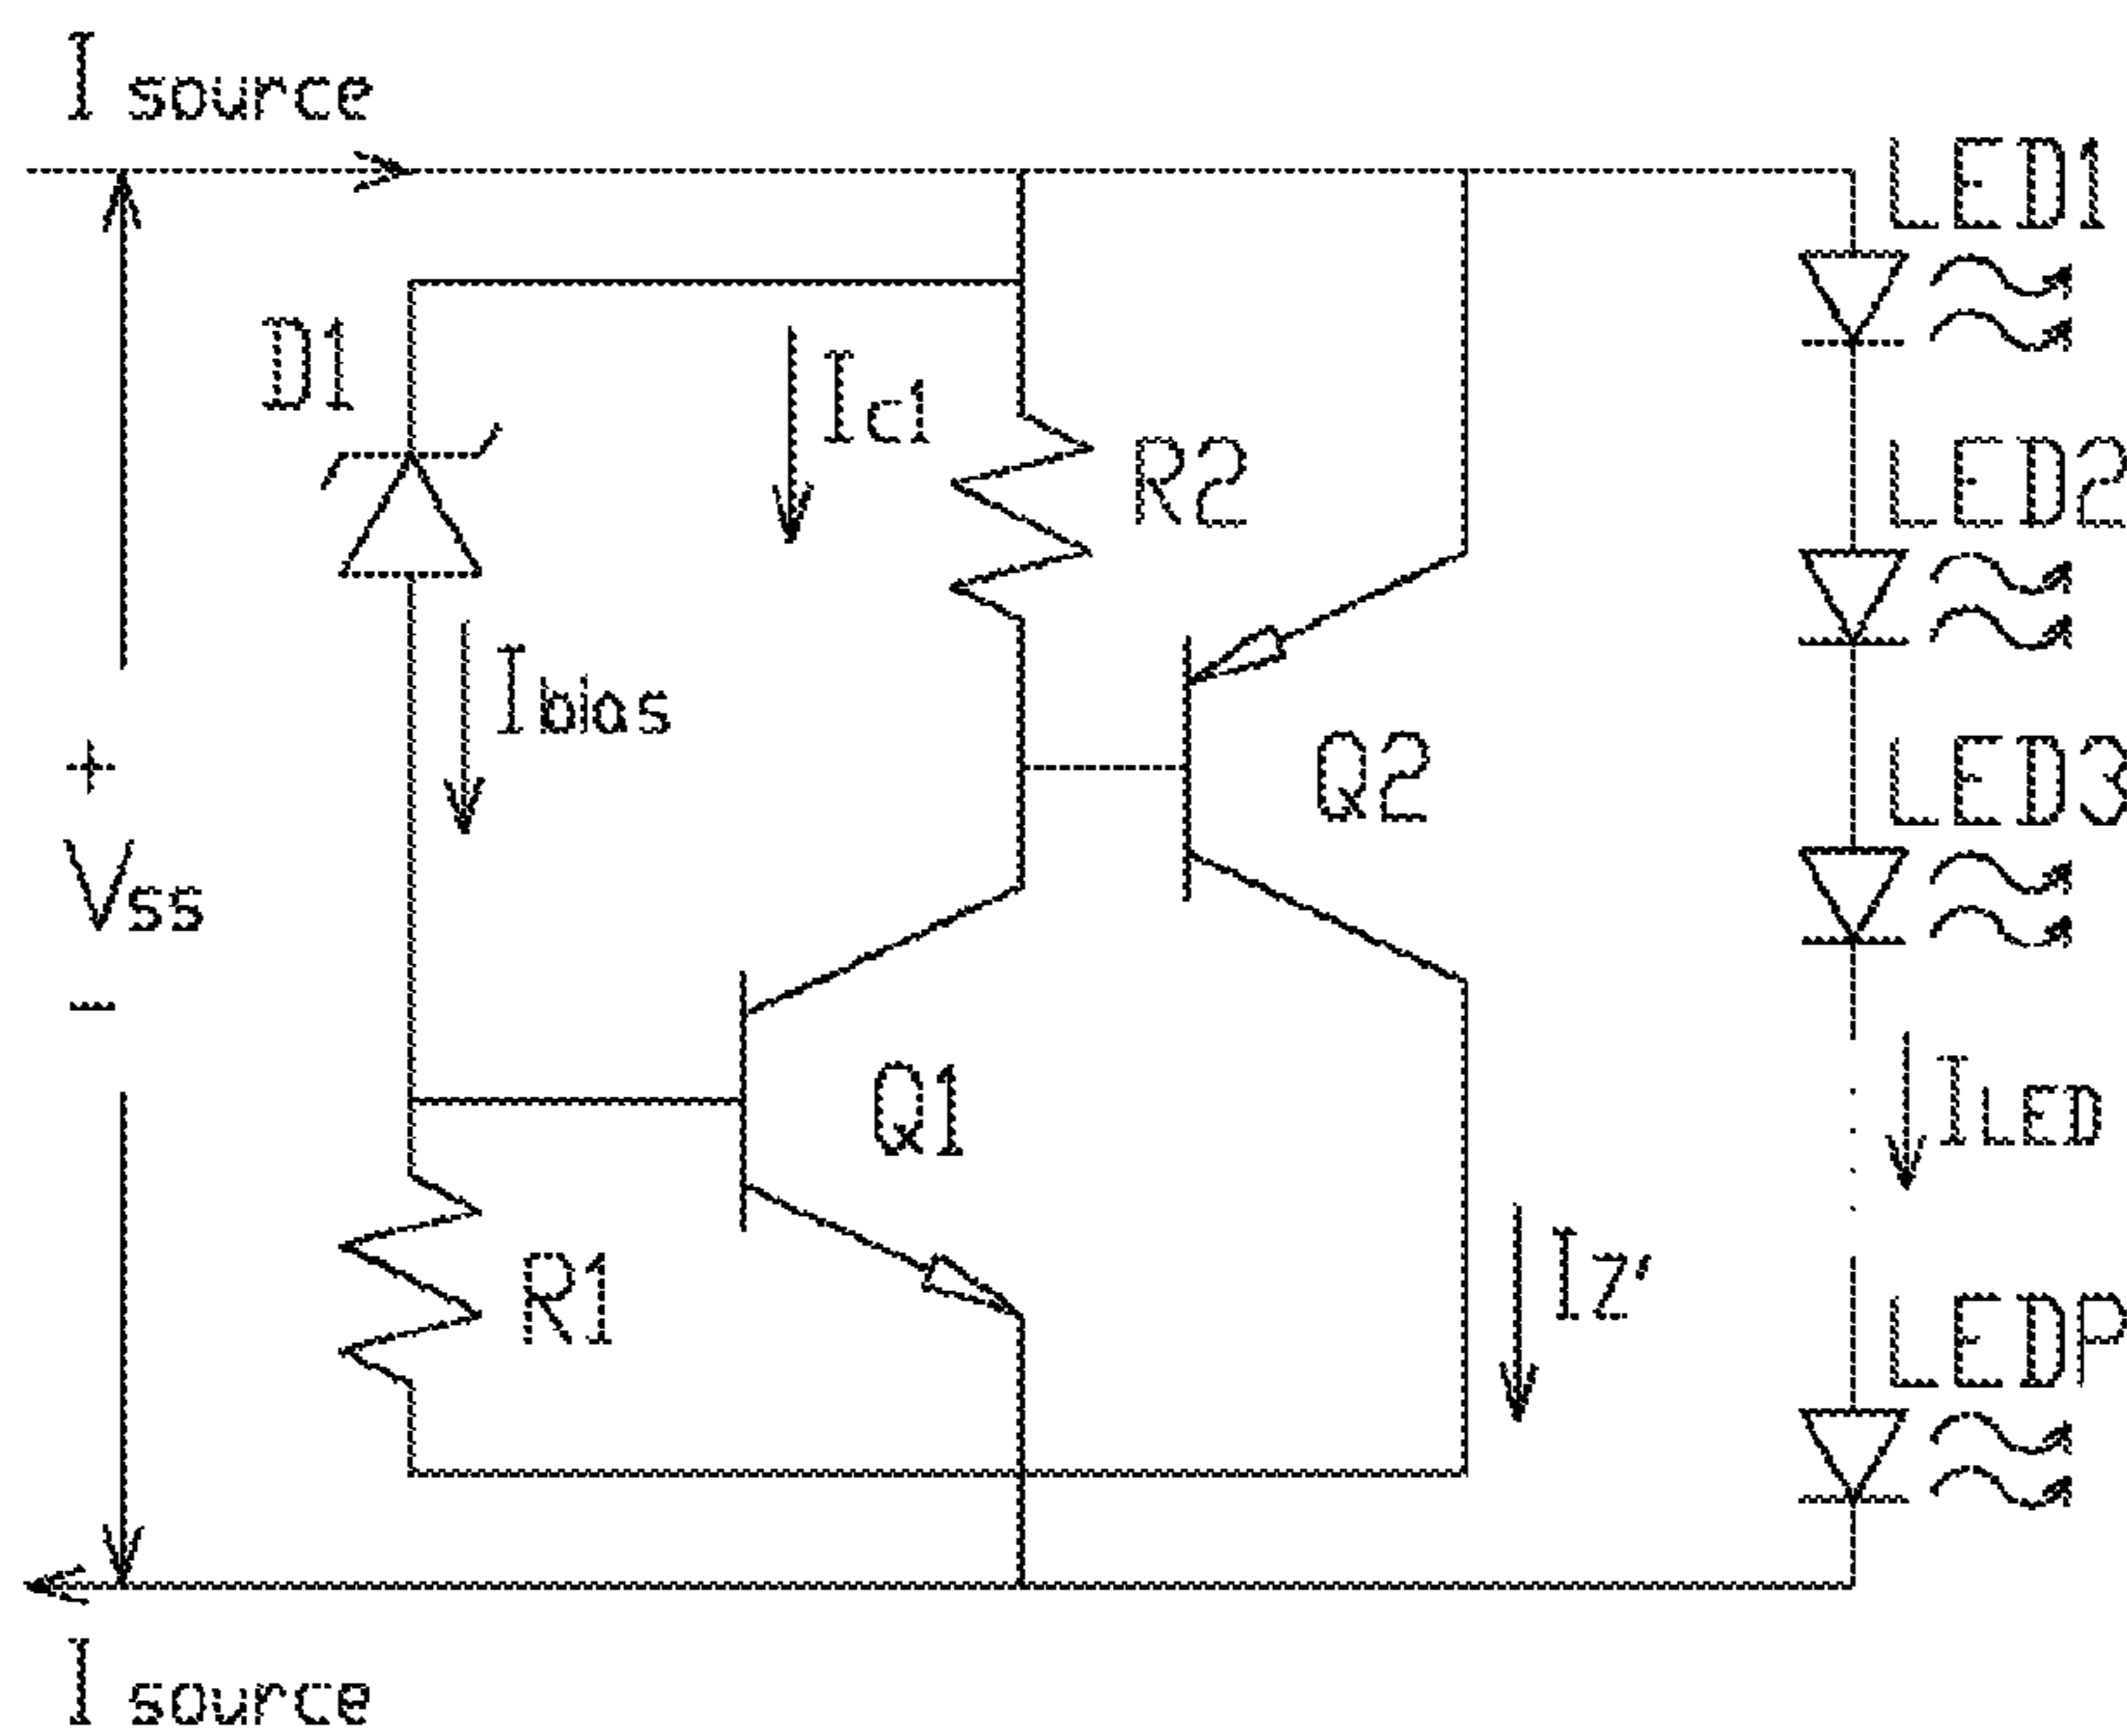 I source
LED1
D1
Ic1
R2
LED2
Ibias
Q2
LED3
+
Vss
-
Q1
ILED
R1
IZ'
LEDP
I source